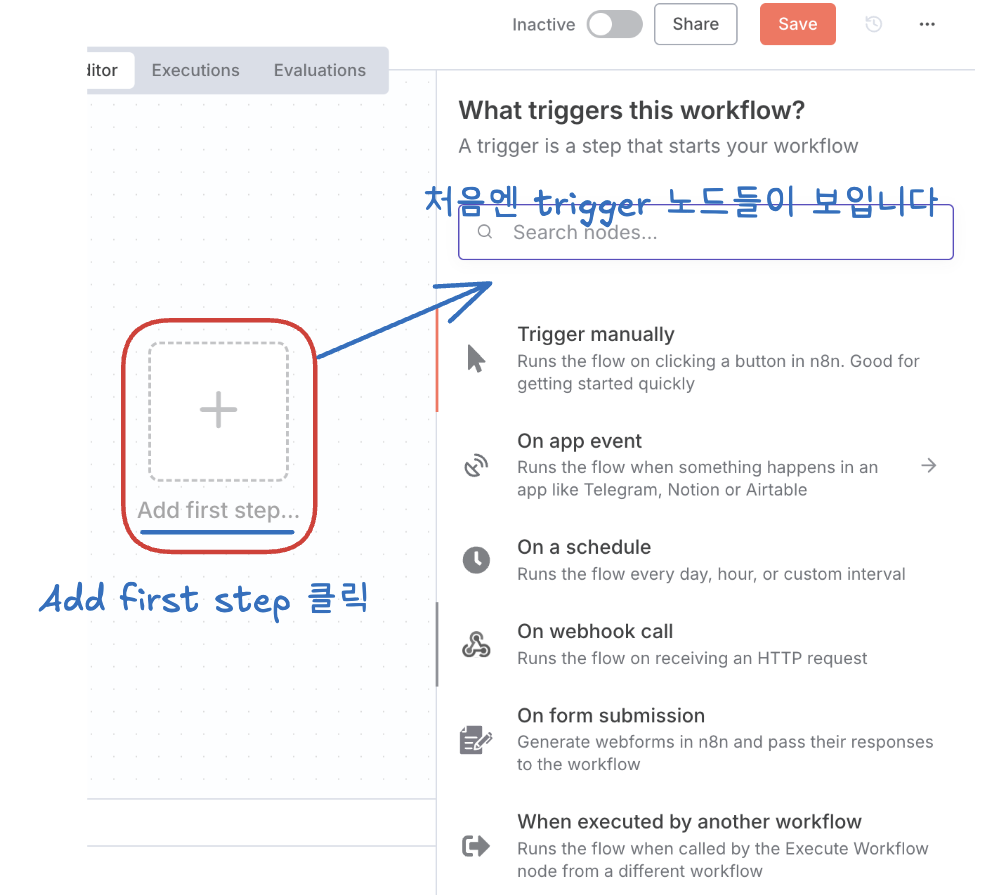 Inactive Share Save
Executions Evaluations
What triggers this workflow?
A trigger is a step that starts your workflow
처음엔 trigger 노드들이 보입니다
Search nodes...
Trigger manually
Runs the flow on clicking a button in n8n. Good for
getting started quickly
On app event
Runs the flow when something happens in an
app like Telegram, Notion or Airtable
Add first step...
On a schedule
Runs the flow every day, hour, or custom interval
Add first step 클릭
On webhook call
Runs the flow on receiving an HTTP request
On form submission
Generate webforms in n8n and pass their responses
to the workflow
When executed by another workflow
Runs the flow when called by the Execute Workflow
node from a different workflow